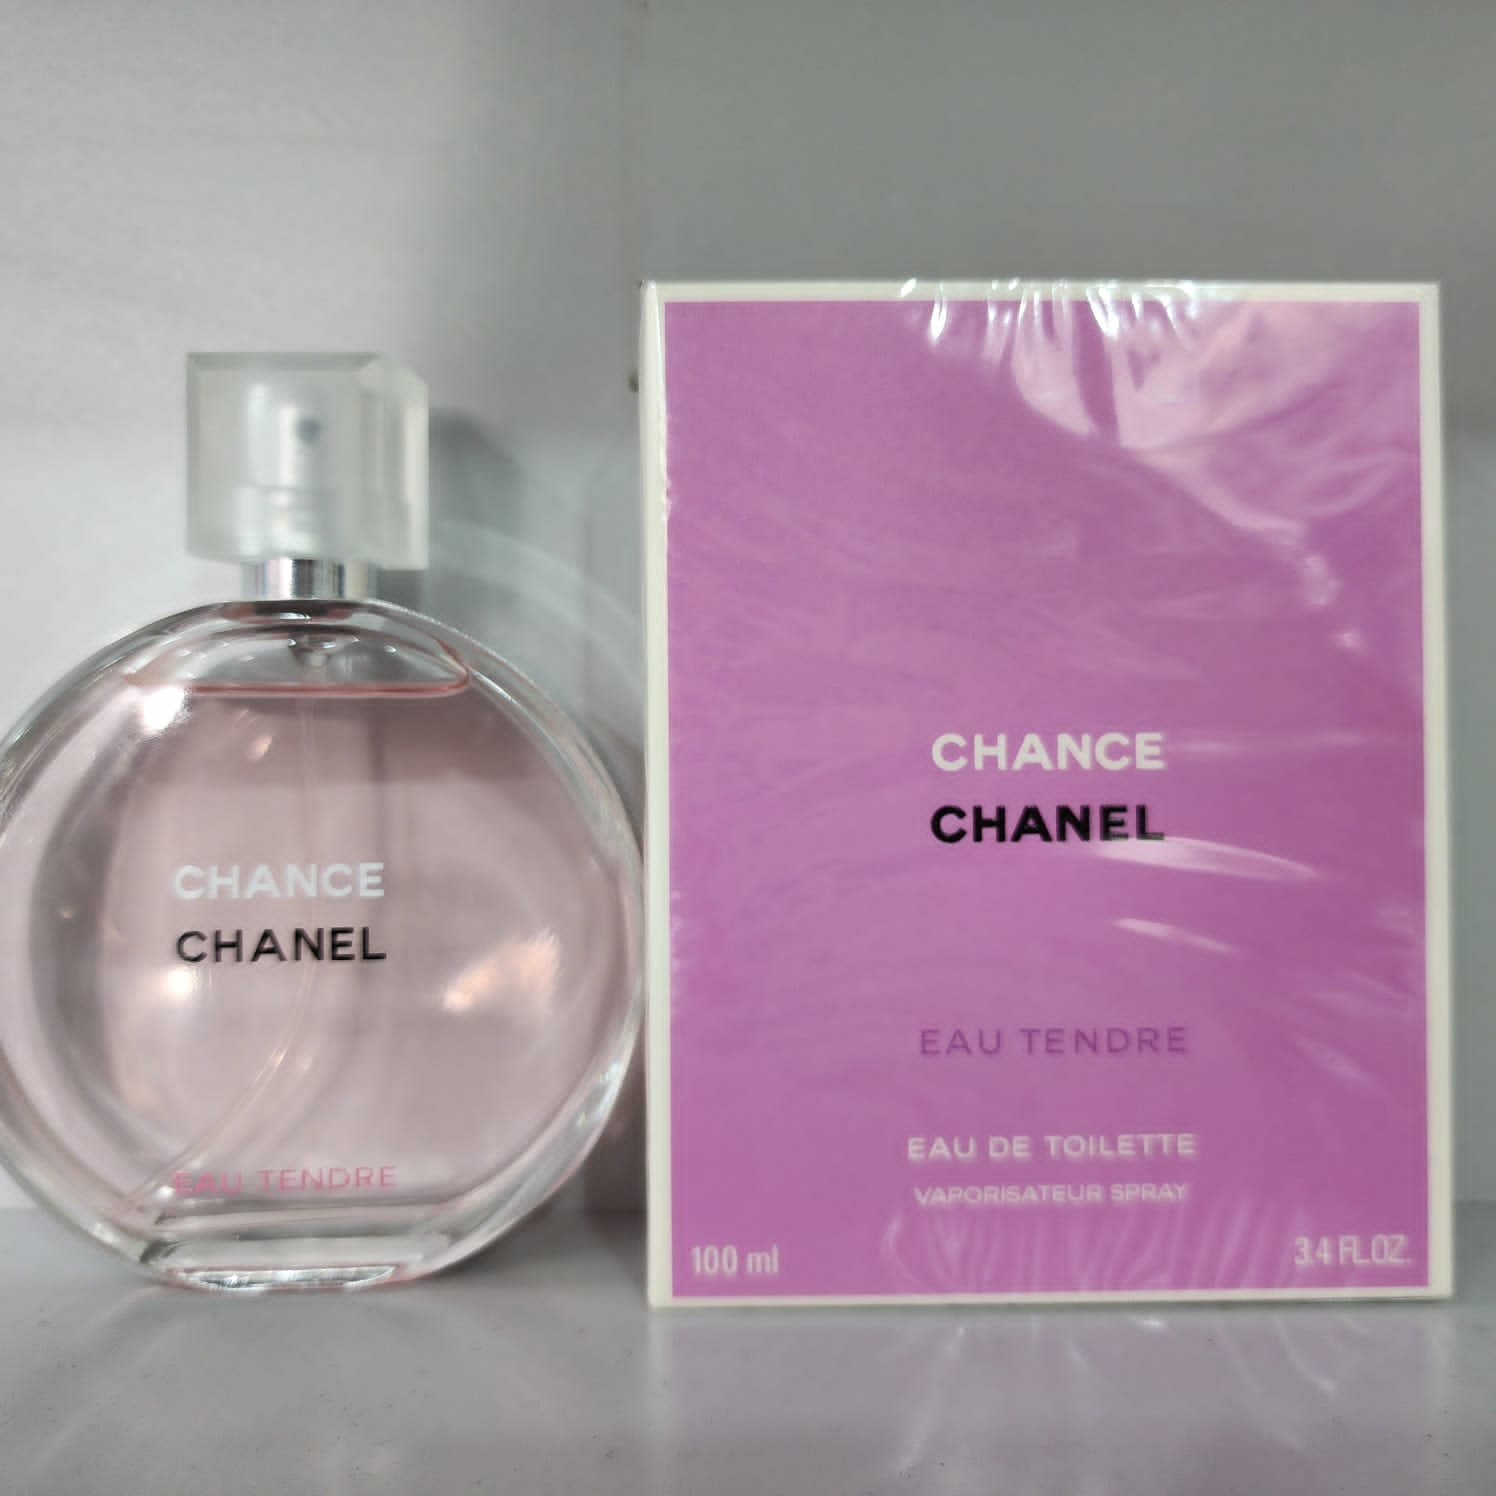 CHANCE
CHANEL
EAU TENDRE
CHANCE
CHANEL
EAU TENDRE
EAU DE TOILETTE
VAPORISATEUR SPRAY
100 ml
3.4 FL.OZ.